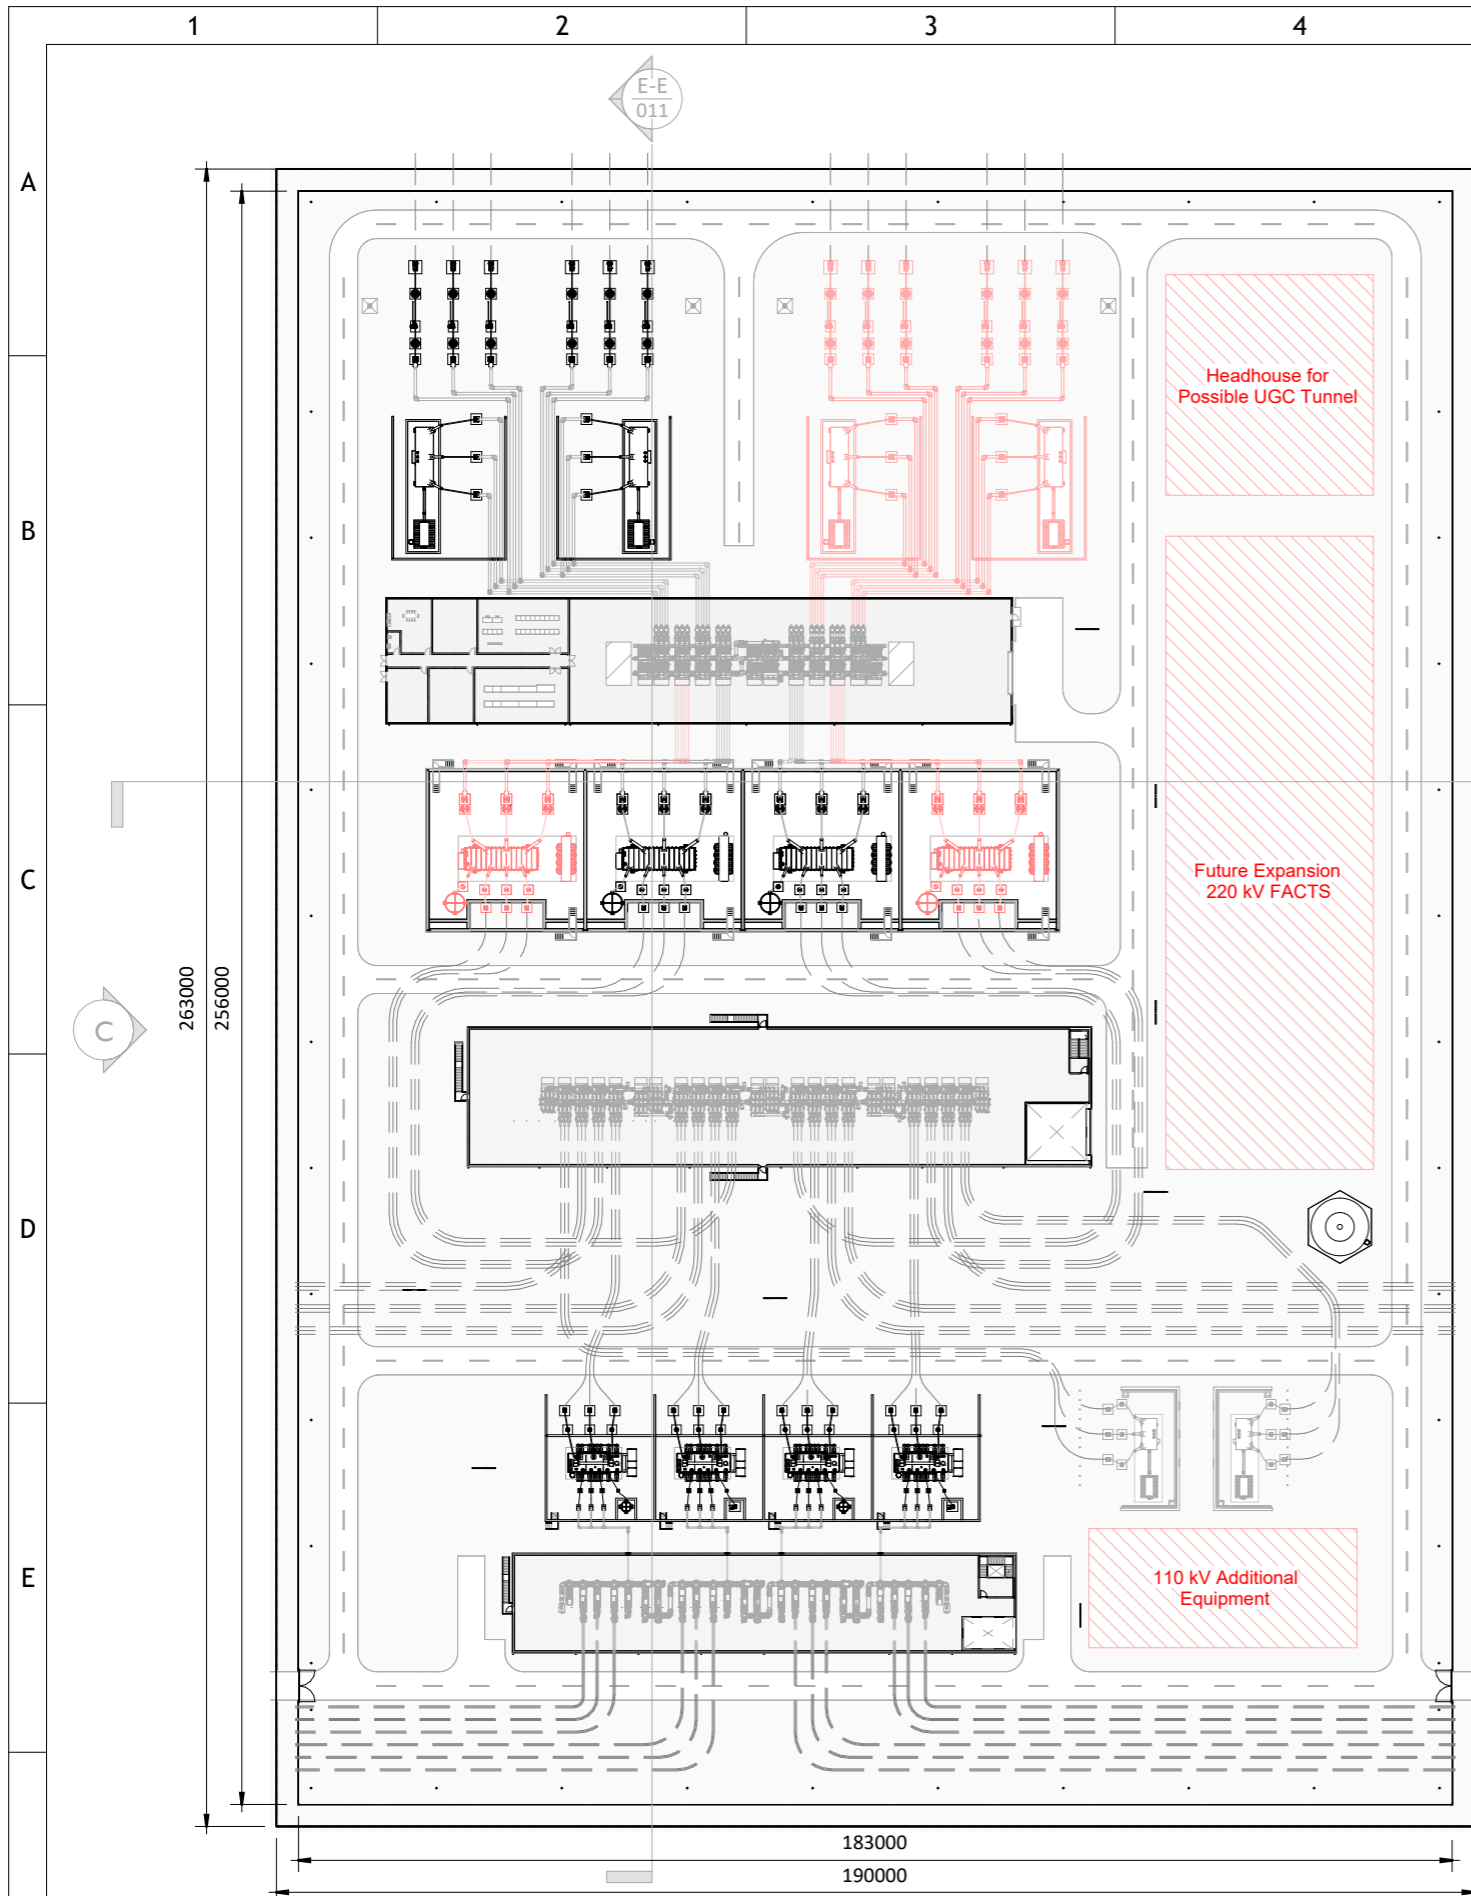 1
2
3
4
E-E
011
A
B
C
D
E
Headhouse for
Possible UGC Tunnel
Future Expansion
220 kV FACTS
C
263000
256000
110 kV Additional
Equipment
183000
190000